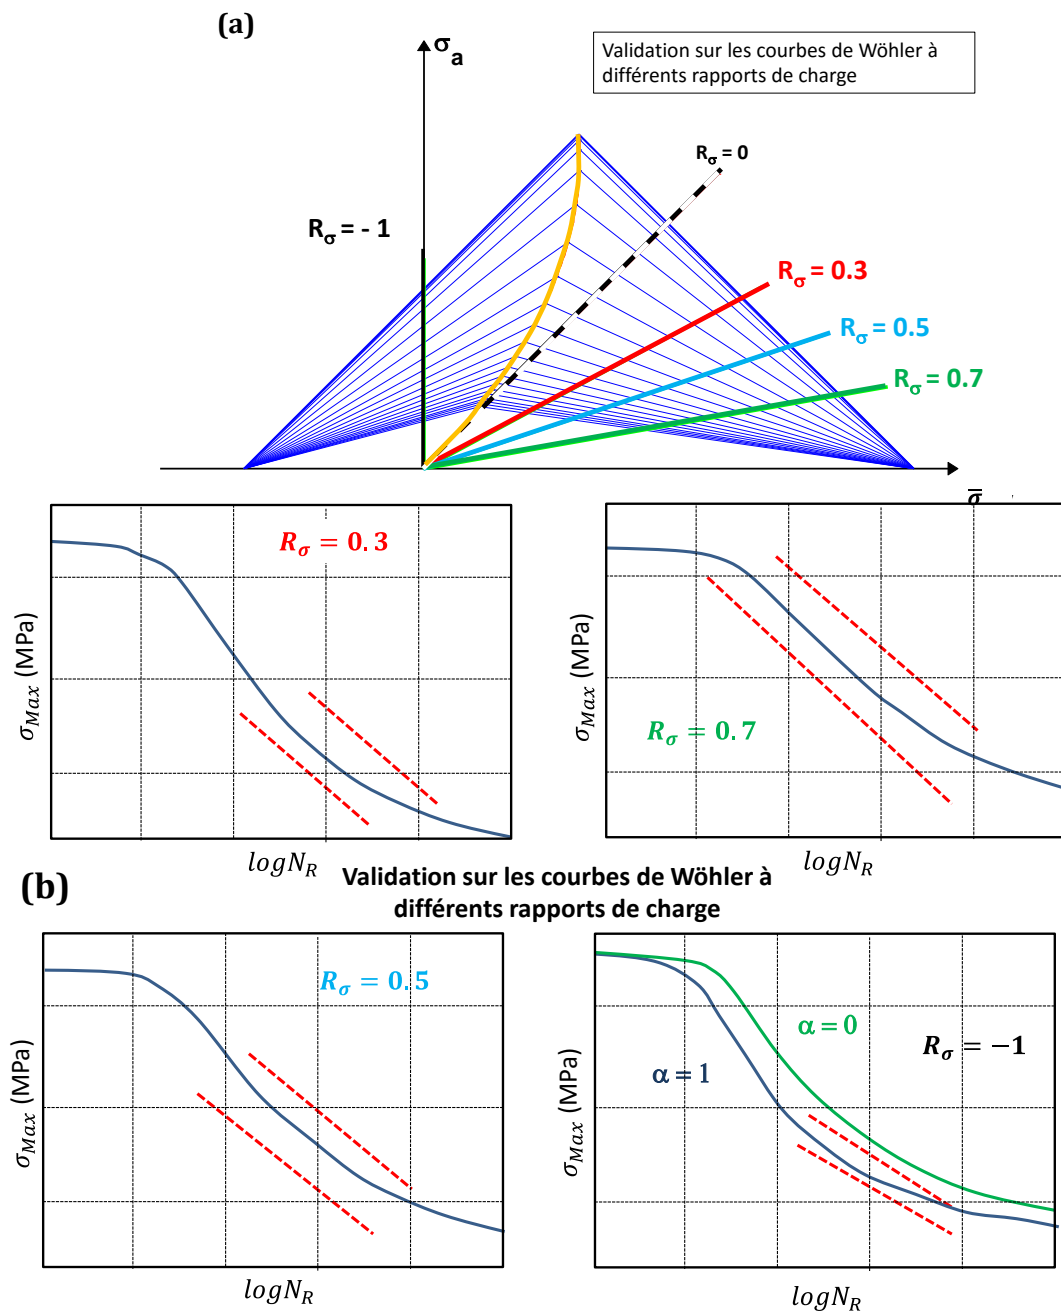 (a)
σa
Validation sur les courbes de Wöhler à
différents rapports de charge
Rσ = 0
Rσ = - 1
Rσ = 0.3
Rσ = 0.5
Rσ = 0.7
σ̅
Rσ = 0.3
σMax (MPa)
logNR
Rσ = 0.7
σMax (MPa)
logNR
(b)
Validation sur les courbes de Wöhler à
différents rapports de charge
Rσ = 0.5
σMax (MPa)
logNR
α = 0
Rσ = −1
α = 1
σMax (MPa)
logNR